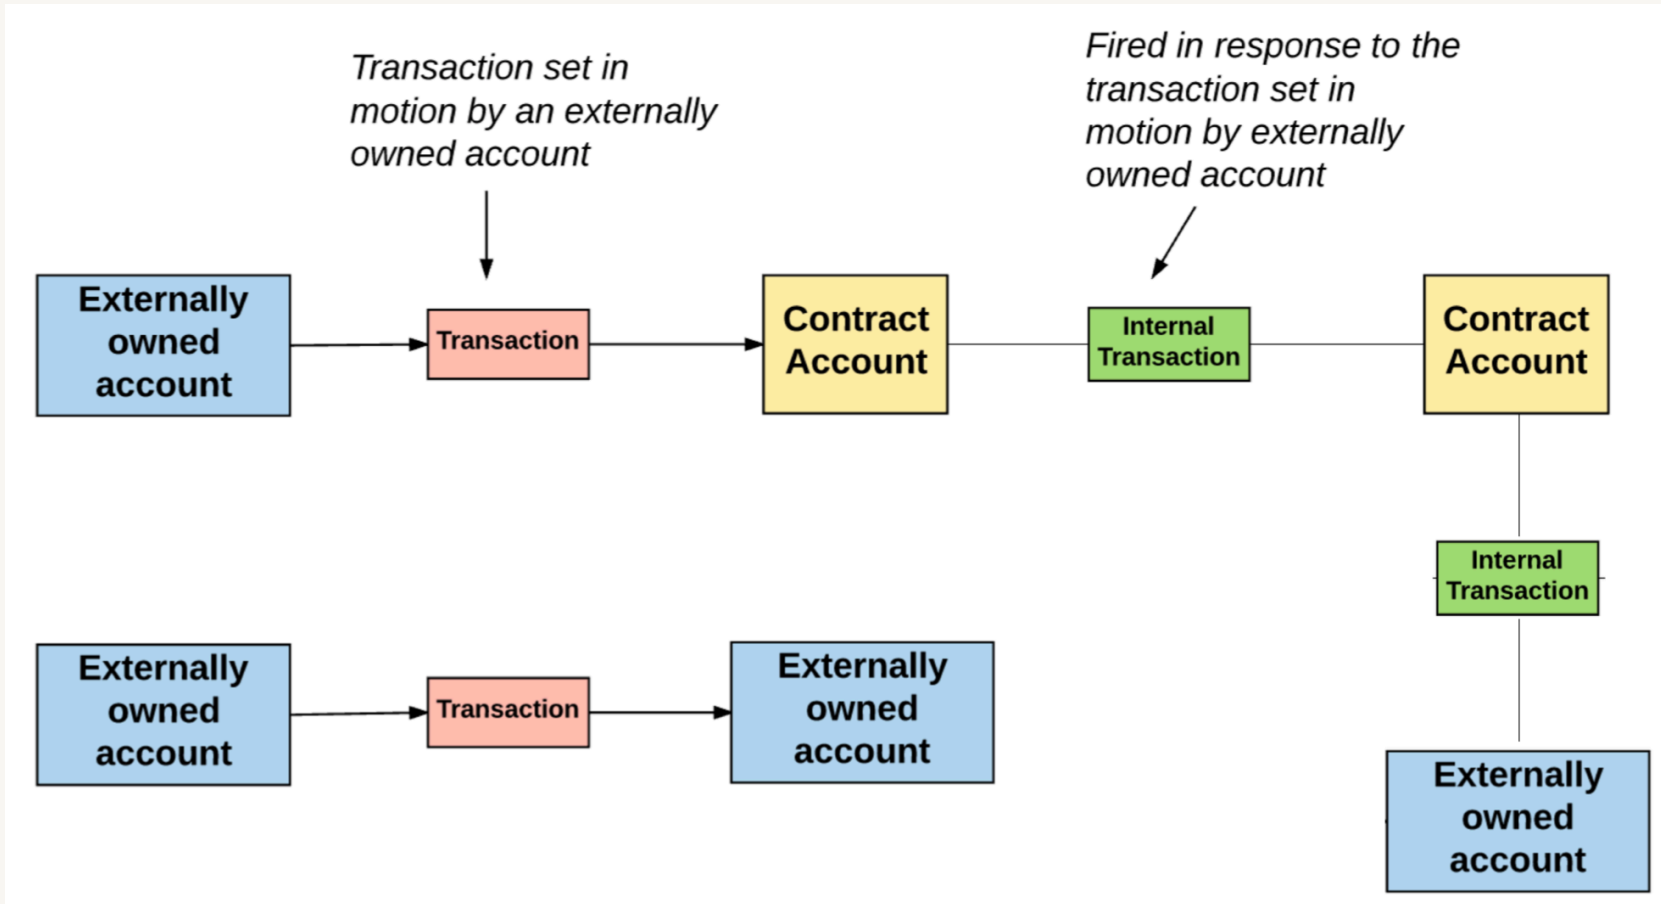 Transaction set in
motion by an externally
owned account
Fired in response to the
transaction set in
motion by externally
owned account
Externally
owned
account
Transaction
Contract
Account
Internal
Transaction
Contract
Account
Internal
Transaction
Externally
owned
account
Transaction
Externally
owned
account
Externally
owned
account